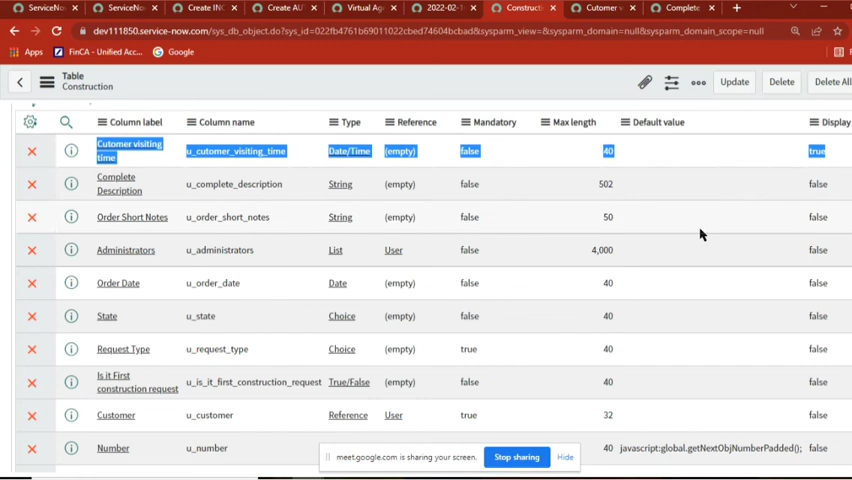 ServiceNo
ServiceNow
Create INC
Create AU
Virtual Age
2022-02-1
Construct
Cutomer v
Complete
dev111850.service-now.com/sys_db_object.do?sys_id=022fb4761b69011022cbed74604bcbad&sysparm_view=&sysparm_domain=null&sysparm_domain_scope=null
Apps
FinCA - Unified Acc...
Google
Table
Construction
Update
Delete
Delete All
Column label
Column name
Type
Reference
Mandatory
Max length
Default value
Display
Cutomer visiting
time
u_cutomer_visiting_time
Date/Time
(empty)
false
40
true
Complete
Description
u_complete_description
String
(empty)
false
502
false
Order Short Notes
u_order_short_notes
String
(empty)
false
50
false
Administrators
u_administrators
List
User
false
4,000
false
Order Date
u_order_date
Date
(empty)
false
40
false
State
u_state
Choice
(empty)
false
40
false
Request Type
u_request_type
Choice
(empty)
true
40
false
Is it First
construction request
u_is_it_first_construction_request
True/False
(empty)
false
40
false
Customer
u_customer
Reference
User
true
32
false
Number
u_number
40
javascript:global.getNextObjNumberPadded();
false
meet.google.com is sharing your screen.
Stop sharing
Hide